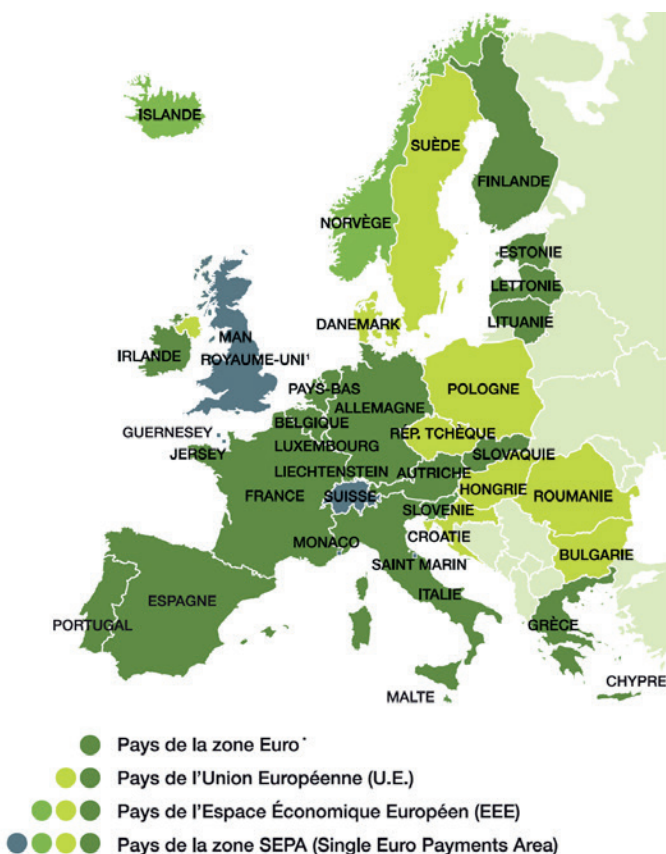 ISLANDE
SUÈDE
FINLANDE
NORVÈGE
ESTONIE
LETTONIE
DANEMARK
LITUANIE
MAN
IRLANDE
ROYAUME-UNI¹
PAYS-BAS
POLOGNE
ALLEMAGNE
BELGIQUE
GUERNESEY
RÉP. TCHÈQUE
LUXEMBOURG
JERSEY
SLOVAQUIE
LIECHTENSTEIN
AUTRICHE
HONGRIE
FRANCE
SUISSE
ROUMANIE
SLOVENIE
MONACO
CROATIE
BULGARIE
SAINT MARIN
ITALIE
ESPAGNE
PORTUGAL
GRÈCE
CHYPRE
MALTE
Pays de la zone Euro*
Pays de l'Union Européenne (U.E.)
Pays de l'Espace Économique Européen (EEE)
Pays de la zone SEPA (Single Euro Payments Area)